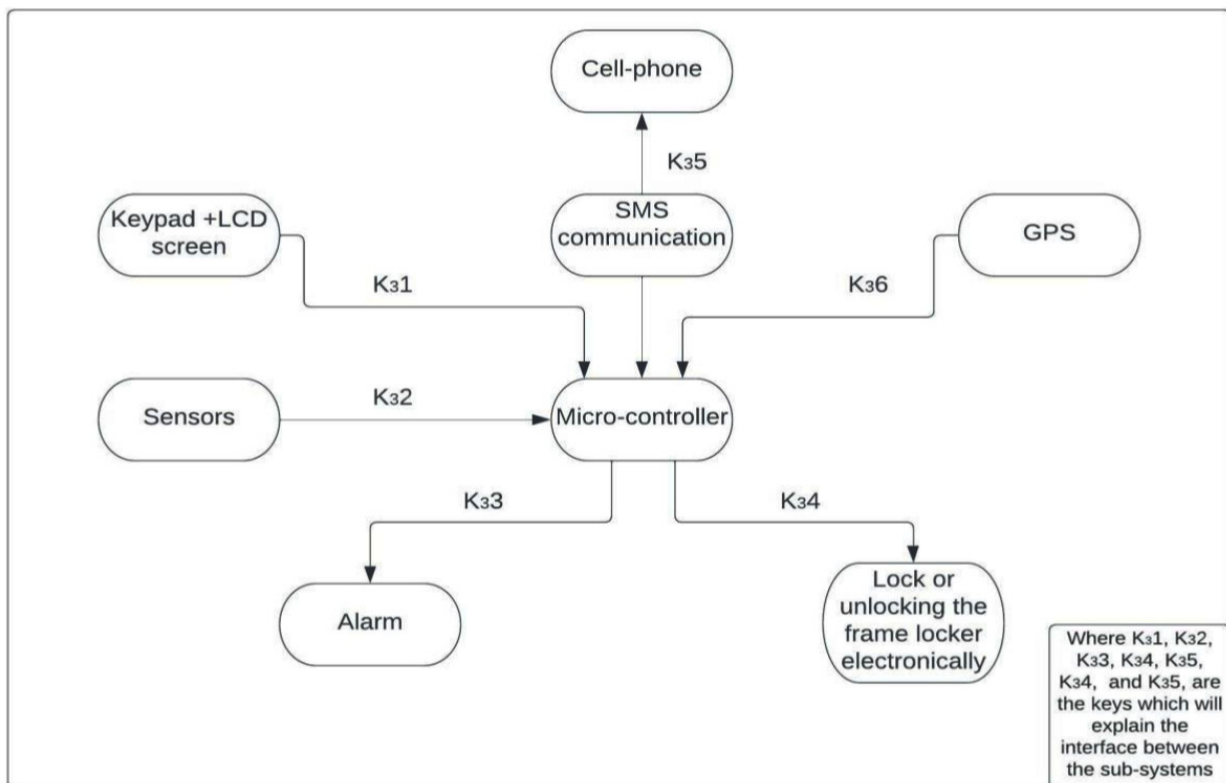 Cell-phone
K₃5
Keypad +LCD
screen
SMS
communication
GPS
K₃1
K₃6
Sensors
K₃2
Micro-controller
K₃3
K₃4
Alarm
Lock or
unlocking the
frame locker
electronically
Where K₃1, K₃2,
K₃3, K₃4, K₃5,
K₃4,  and K₃5, are
the keys which will
explain the
interface between
the sub-systems